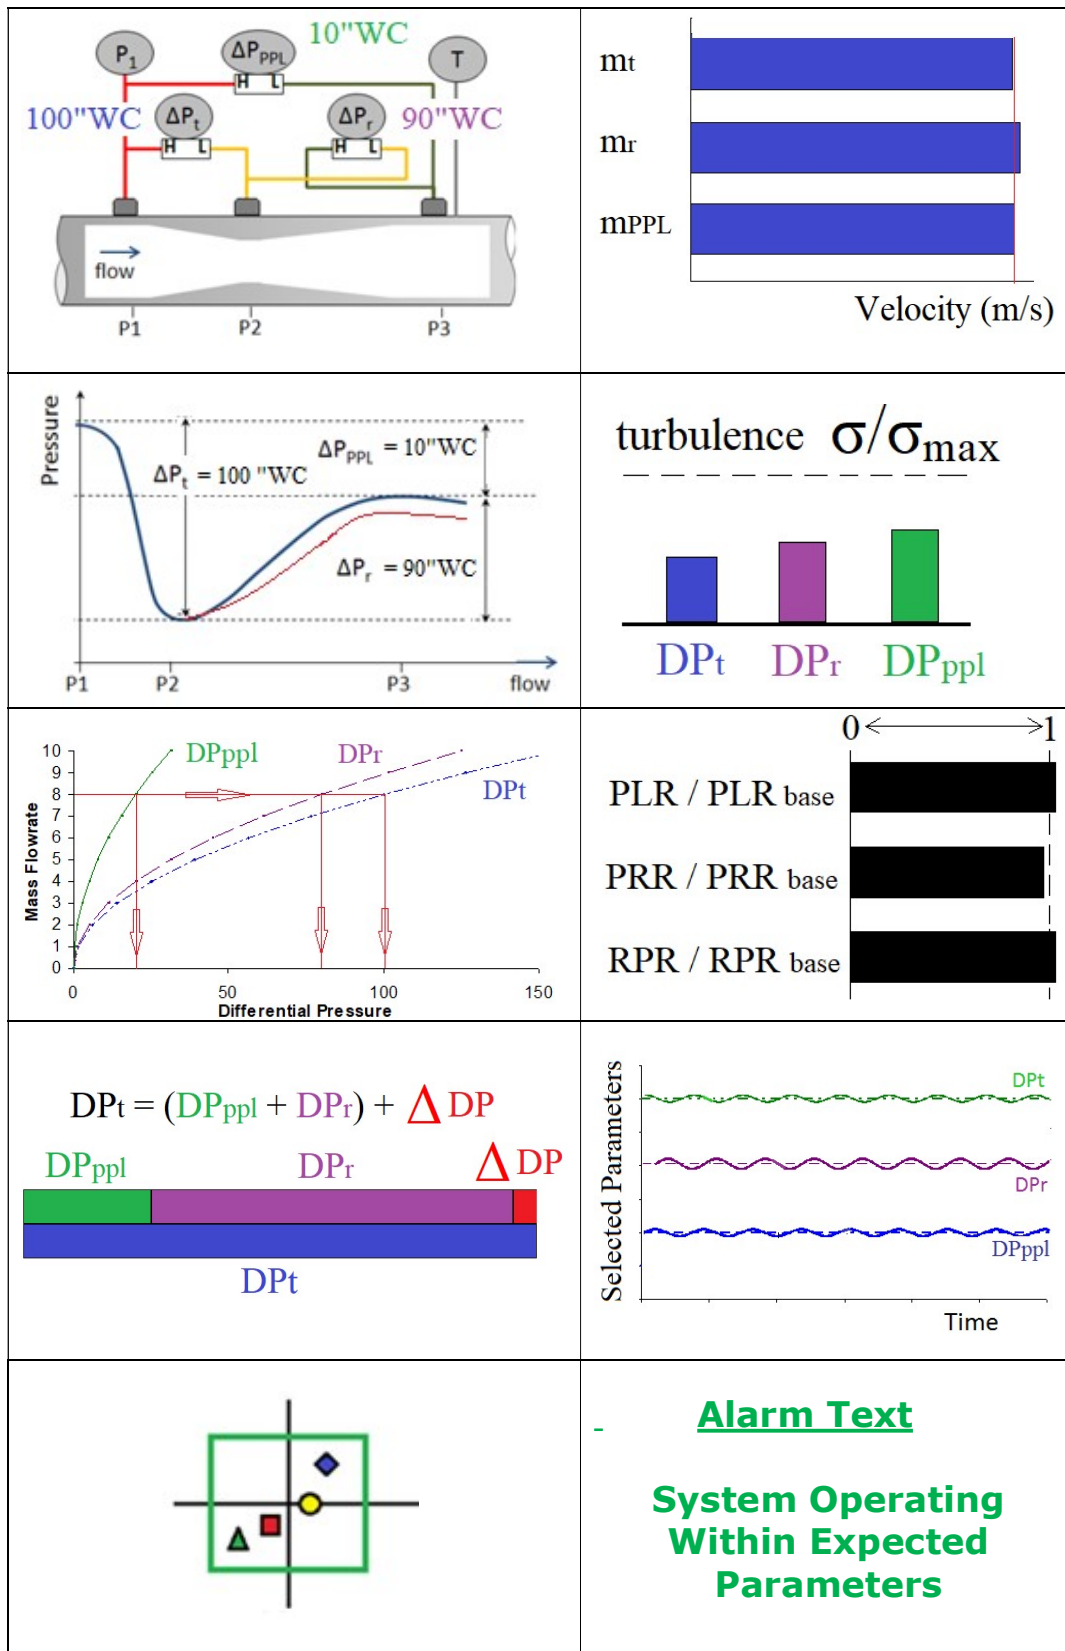 10"WC
P1
ΔPPPL
T
H L
100"WC
ΔPt
ΔPr
90"WC
H L
H L
flow
P1
P2
P3
mt
mr
mPPL
Velocity (m/s)
Pressure
ΔPPPL = 10"WC
ΔPt = 100 "WC
ΔPr = 90"WC
P1
P2
P3
flow
turbulence σ/σmax
DPt
DPr
DPppl
10
9
8
7
6
5
4
3
2
1
0
Mass Flowrate
DPppl
DPr
DPt
0
50
100
150
Differential Pressure
0
1
PLR / PLR base
PRR / PRR base
RPR / RPR base
DPt = (DPppl + DPr) + Δ DP
DPppl
DPr
Δ DP
DPt
Selected Parameters
DPt
DPr
DPppl
Time
Alarm Text
System Operating
Within Expected
Parameters